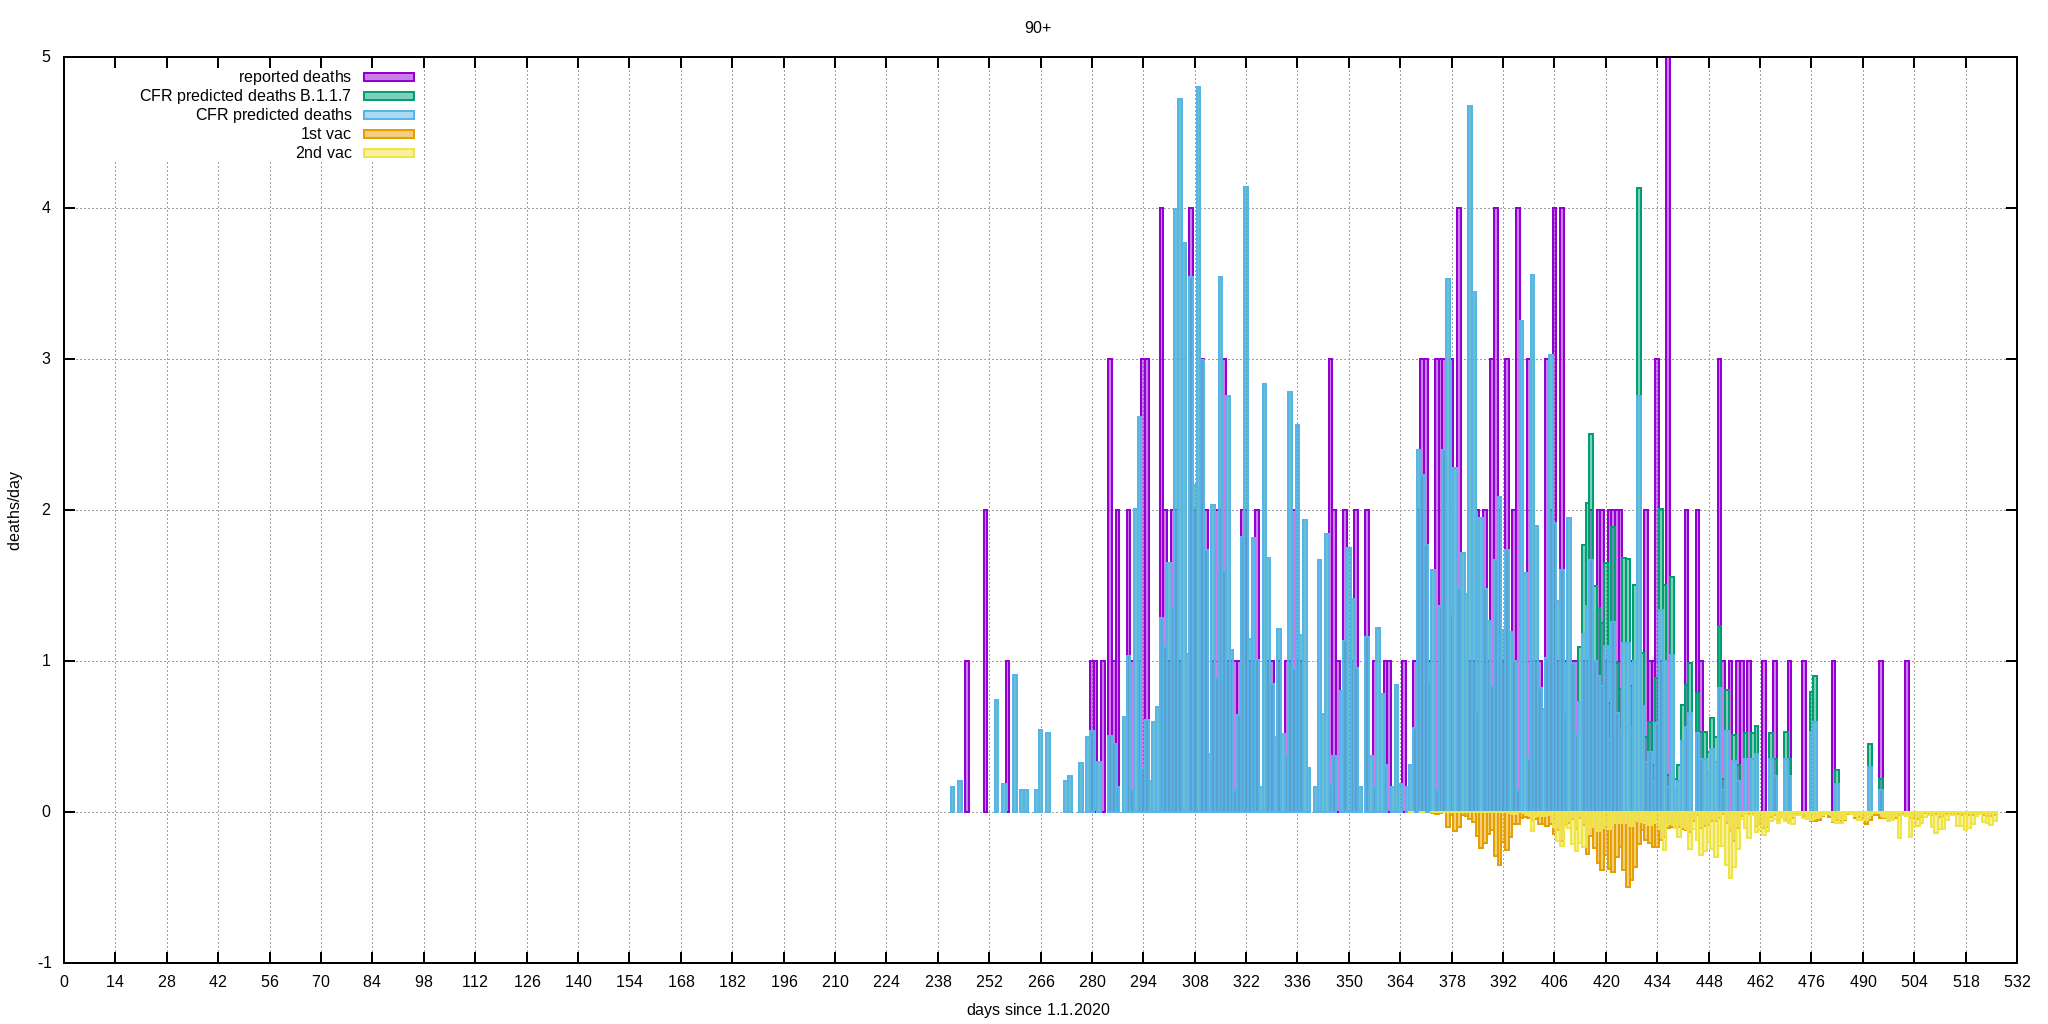 90+
reported deaths
CFR predicted deaths B.1.1.7
CFR predicted deaths
1st vac
2nd vac
5
4
3
2
1
0
-1
deaths/day
0 14 28 42 56 70 84 98 112 126 140 154 168 182 196 210 224 238 252 266 280 294 308 322 336 350 364 378 392 406 420 434 448 462 476 490 504 518 532
days since 1.1.2020